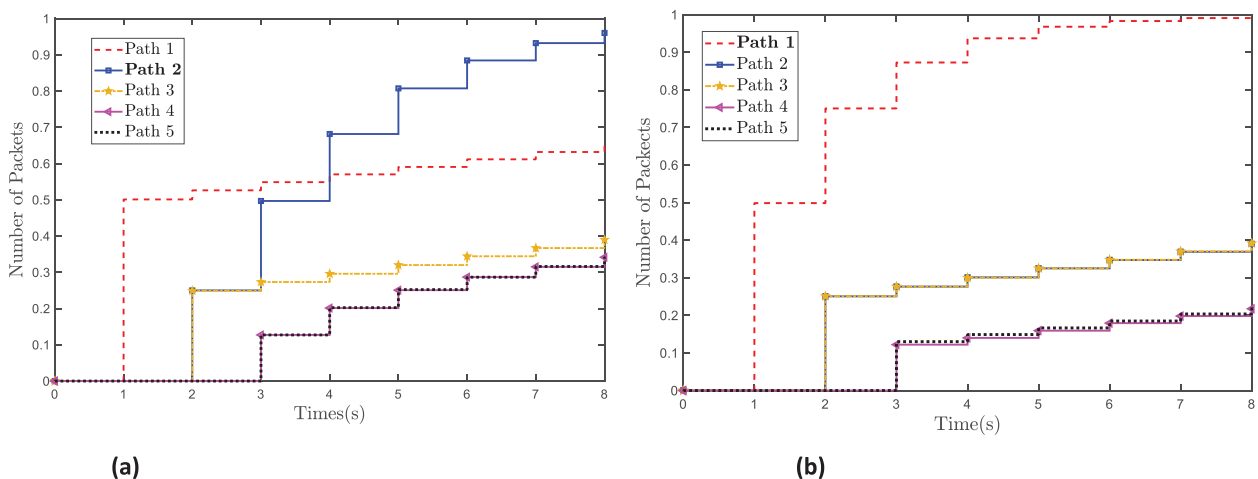 1
0.9
0.8
0.7
0.6
0.5
0.4
0.3
0.2
0.1
0
Number of Packets
Path 1
Path 2
Path 3
Path 4
Path 5
0 1 2 3 4 5 6 7 8
Times(s)
(a)
1
0.9
0.8
0.7
0.6
0.5
0.4
0.3
0.2
0.1
0
Number of Packects
Path 1
Path 2
Path 3
Path 4
Path 5
0 1 2 3 4 5 6 7 8
Time(s)
(b)